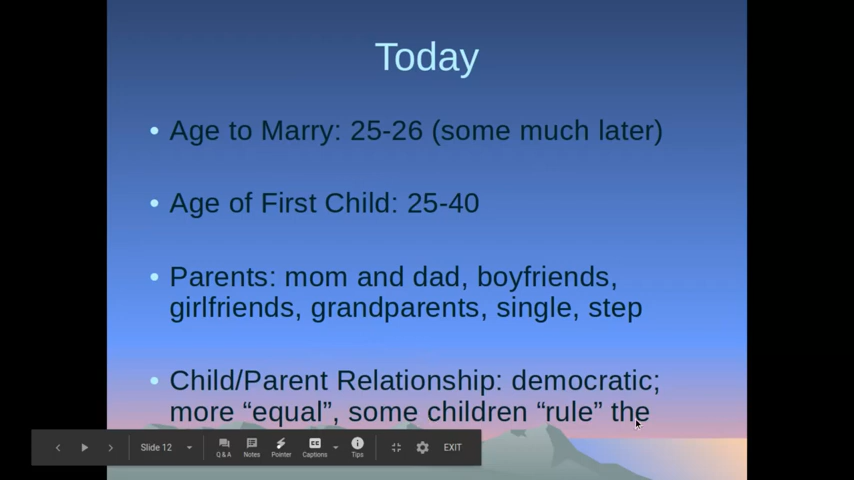 Today
• Age to Marry: 25-26 (some much later)
• Age of First Child: 25-40
• Parents: mom and dad, boyfriends,
girlfriends, grandparents, single, step
• Child/Parent Relationship: democratic;
more “equal”, some children “rule” the
Slide 12
Q & A
Notes
Pointer
CC
Captions
Tips
EXIT